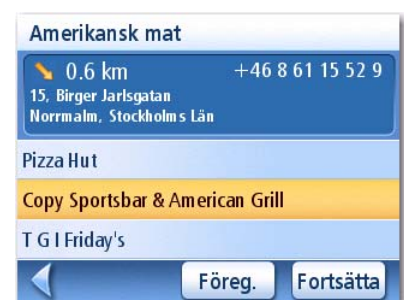 Amerikansk mat
0.6 km +46 8 61 15 52 9
15, Birger Jarlsgatan
Norrmalm, Stockholms Län
Pizza Hut
Copy Sportsbar & American Grill
T G I Friday's
Föreg. Fortsätta